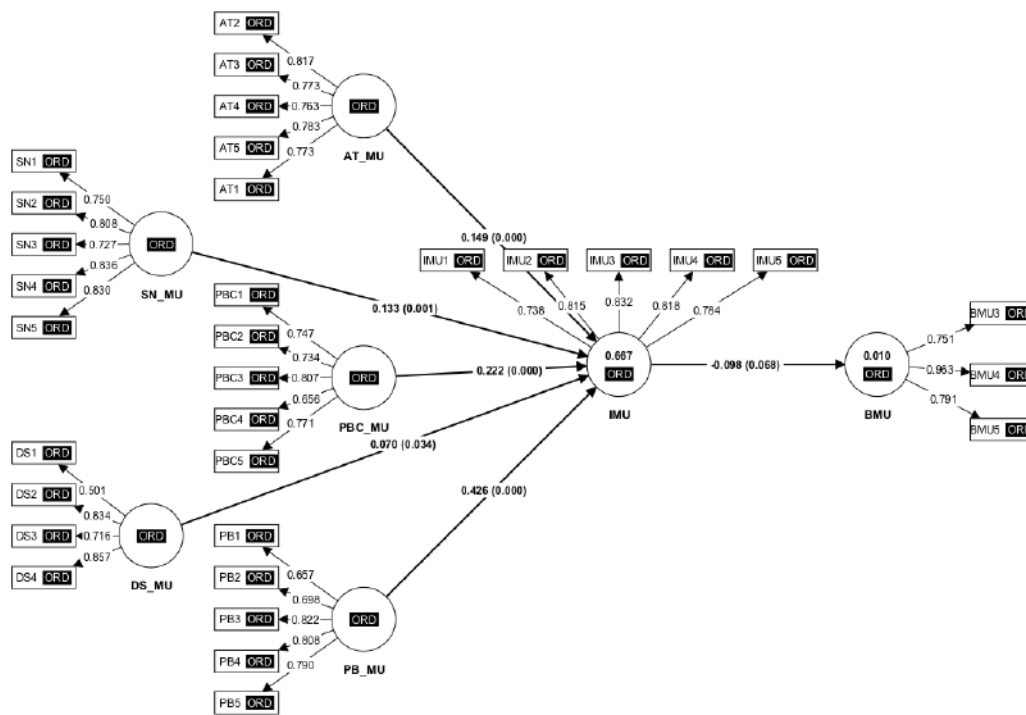 AT2 ORD
AT3 ORD
AT4 ORD
AT5 ORD
AT1 ORD
0.817
0.773
0.763
0.783
0.773
ORD
AT_MU
SN1 ORD
SN2 ORD
SN3 ORD
SN4 ORD
SN5 ORD
0.750
0.808
0.727
0.836
0.830
ORD
SN_MU
0.149 (0.000)
0.133 (0.001)
IMU1 ORD
IMU2 ORD
IMU3 ORD
IMU4 ORD
IMU5 ORD
0.738
0.815
0.832
0.818
0.784
PBC1 ORD
PBC2 ORD
PBC3 ORD
PBC4 ORD
PBC5 ORD
0.747
0.734
0.807
0.656
0.771
ORD
PBC_MU
0.222 (0.000)
0.667
ORD
IMU
-0.098 (0.068)
0.010
ORD
BMU
0.751
0.963
0.791
BMU3 ORD
BMU4 ORD
BMU5 ORD
0.070 (0.034)
DS1 ORD
DS2 ORD
DS3 ORD
DS4 ORD
0.501
0.834
0.716
0.857
ORD
DS_MU
0.426 (0.000)
PB1 ORD
PB2 ORD
PB3 ORD
PB4 ORD
PB5 ORD
0.657
0.698
0.822
0.808
0.790
ORD
PB_MU